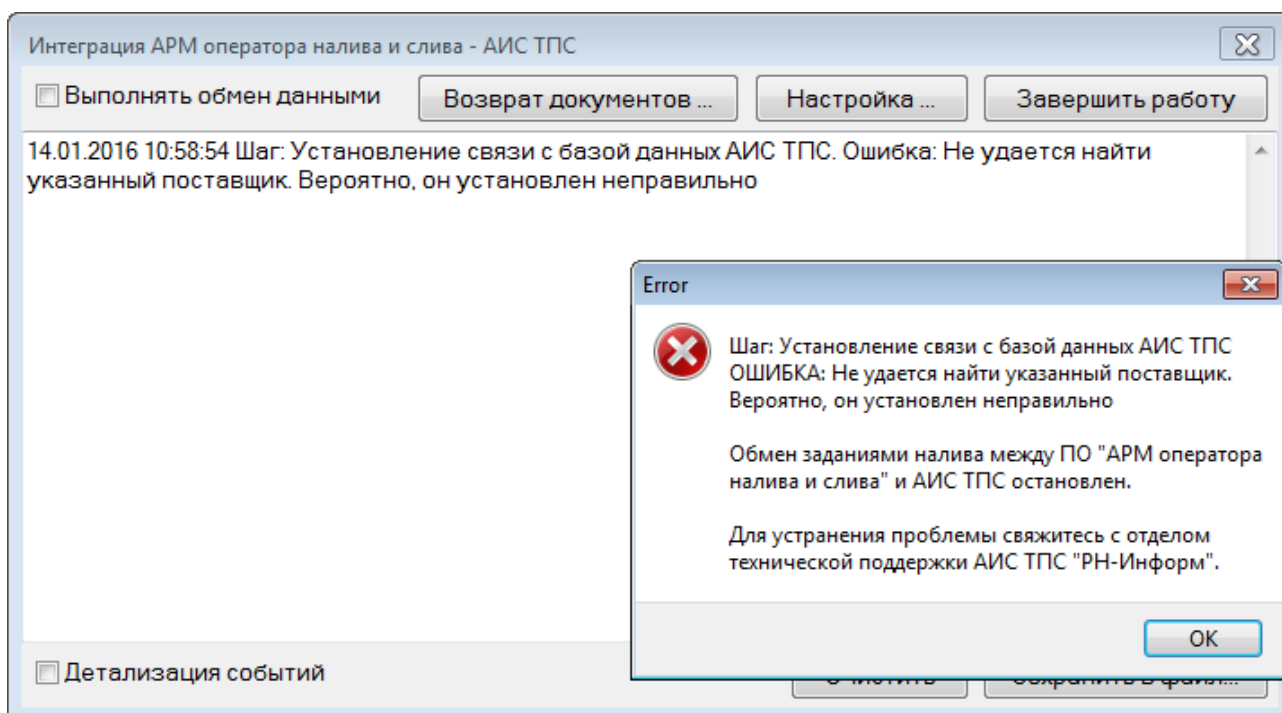 Интеграция АРМ оператора налива и слива - АИС ТПС
Выполнять обмен данными
Возврат документов ...
Настройка ...
Завершить работу
14.01.2016 10:58:54 Шаг: Установление связи с базой данных АИС ТПС. Ошибка: Не удается найти
указанный поставщик. Вероятно, он установлен неправильно
Error
Шаг: Установление связи с базой данных АИС ТПС
ОШИБКА: Не удается найти указанный поставщик.
Вероятно, он установлен неправильно
Обмен заданиями налива между ПО "АРМ оператора
налива и слива" и АИС ТПС остановлен.
Для устранения проблемы свяжитесь с отделом
технической поддержки АИС ТПС "РН-Информ".
OK
Детализация событий